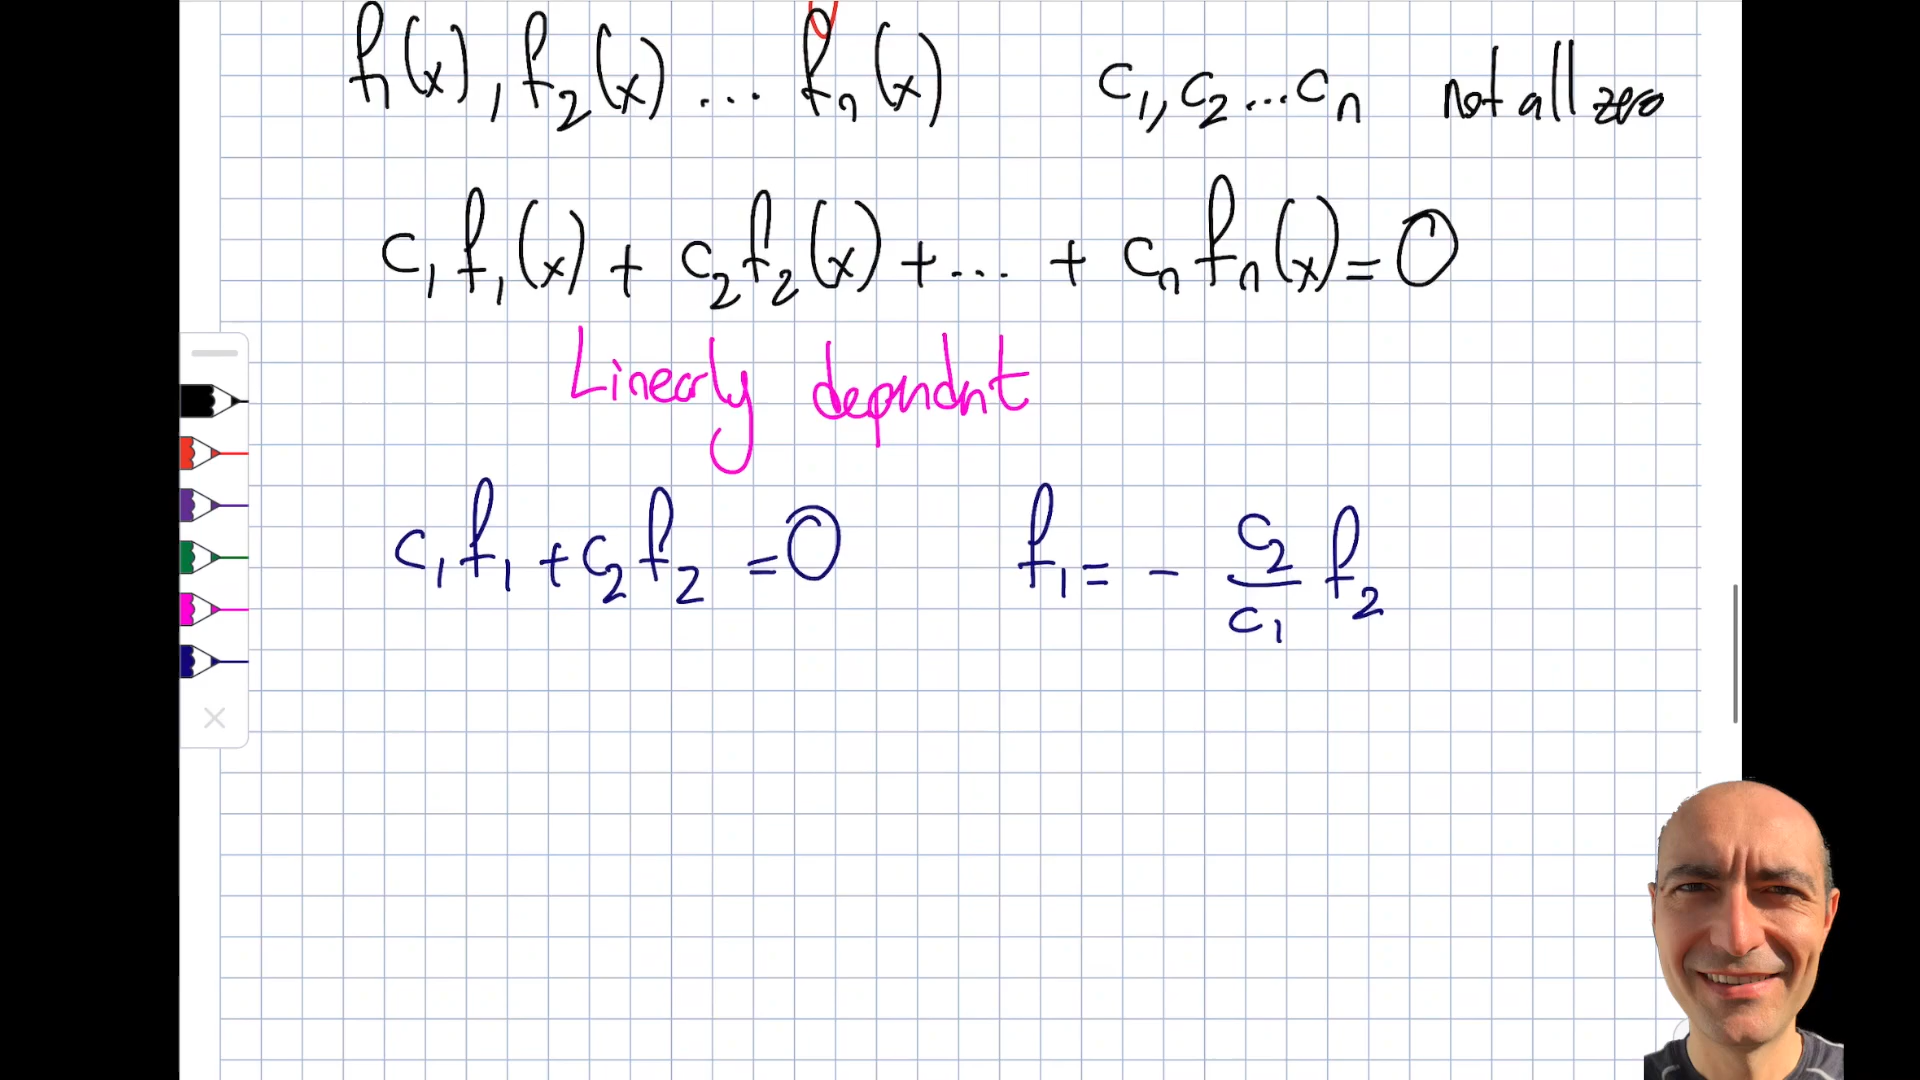 f₁(x), f₂(x) ... fₙ(x) c₁, c₂ ... cₙ not all zero
c₁f₁(x) + c₂f₂(x) + ... + cₙfₙ(x) = 0
Linearly dependent
c₁f₁ + c₂f₂ = 0 f₁ = - c₂/c₁ f₂